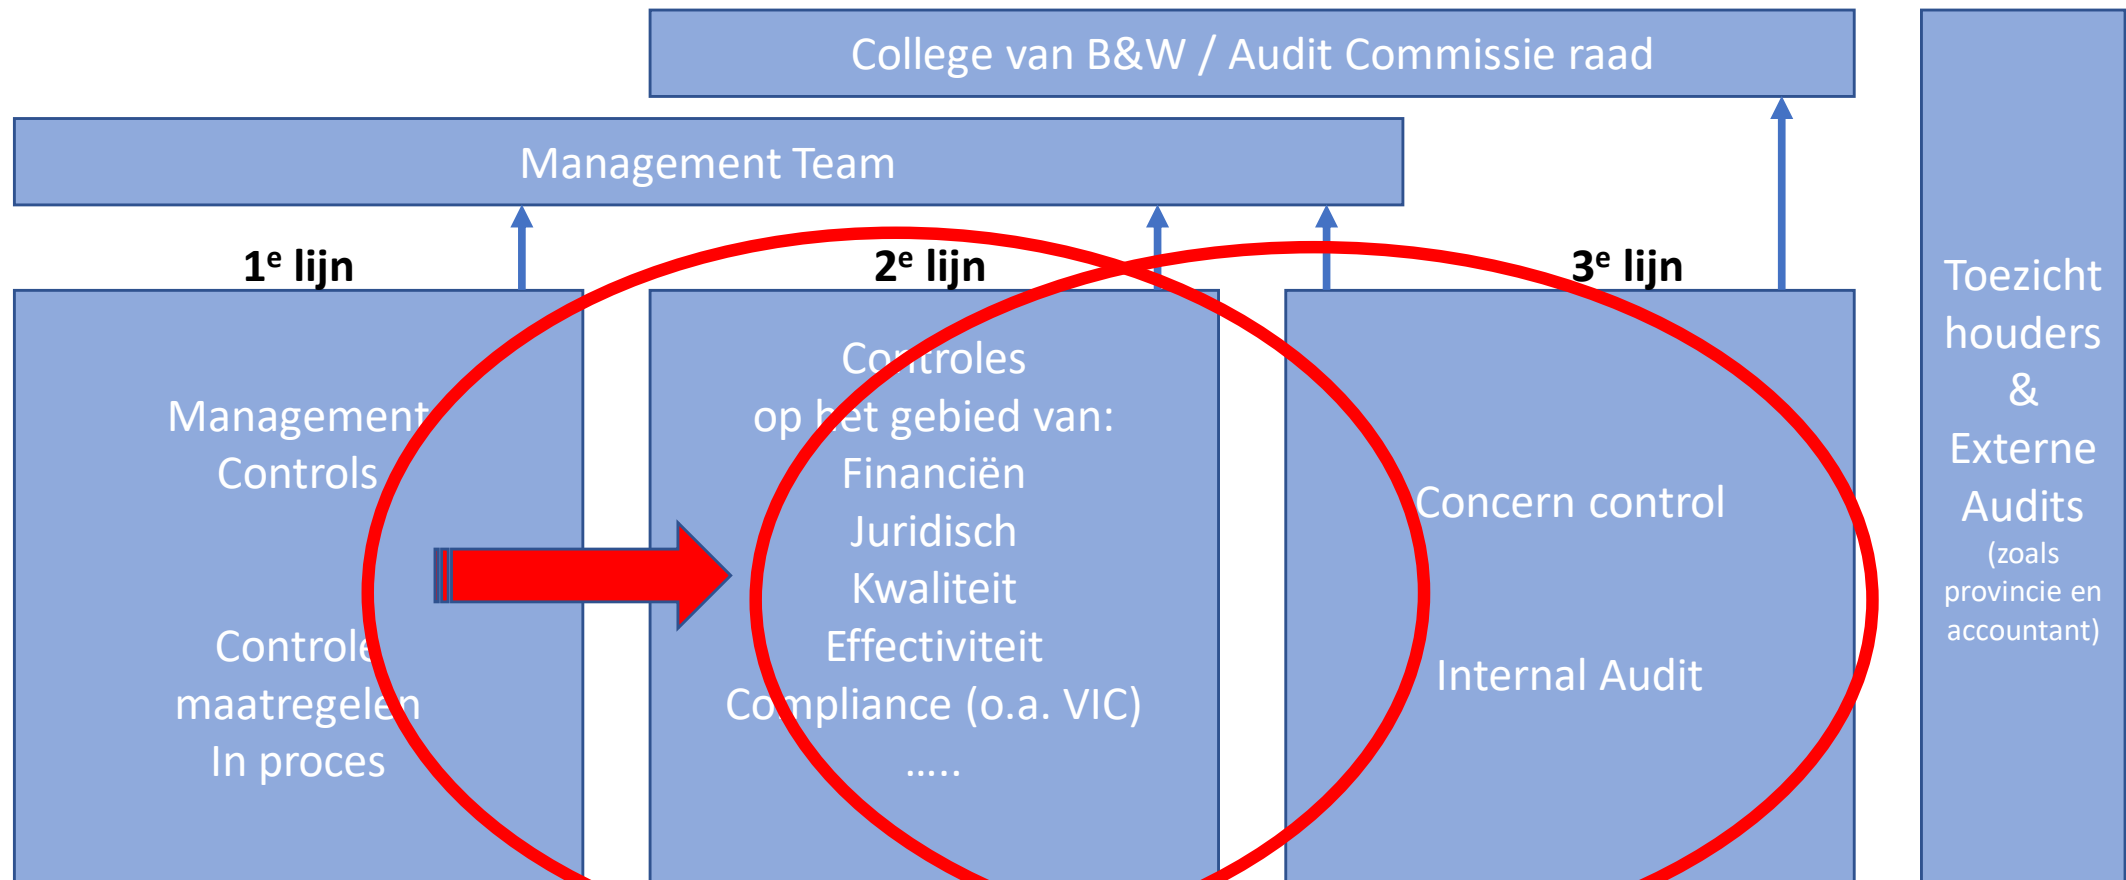 College van B&W / Audit Commissie raad
Management Team
1e lijn
2e lijn
3e lijn
Management
Controls
Controle
maatregelen
In proces
Controles
op het gebied van:
Financiën
Juridisch
Kwaliteit
Effectiviteit
Compliance (o.a. VIC)
…..
Concern control
Internal Audit
Toezicht
houders
&
Externe
Audits
(zoals
provincie en
accountant)